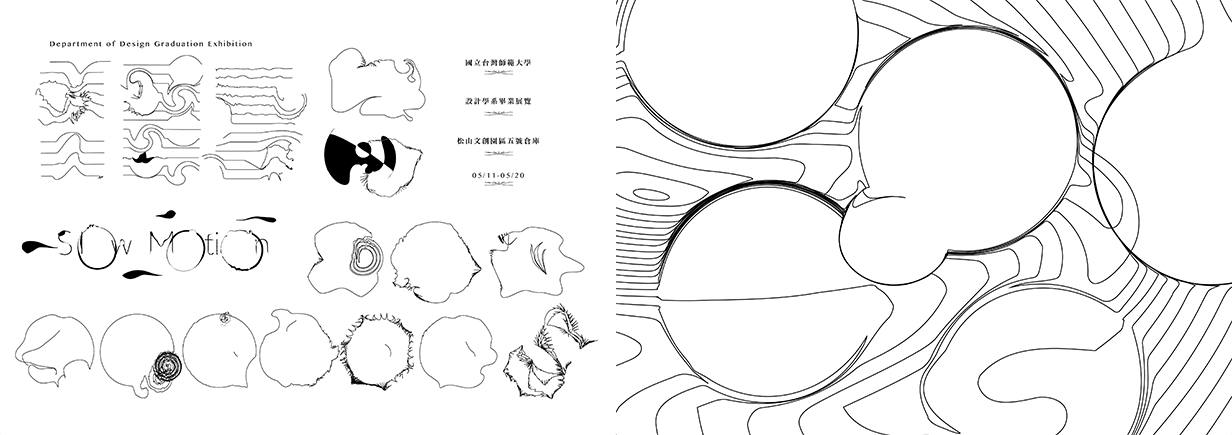 Department of Design Graduation Exhibition
國立台灣師範大學
設計學系畢業展覽
松山文創園區五號倉庫
05/11-05/20
Slow Motion